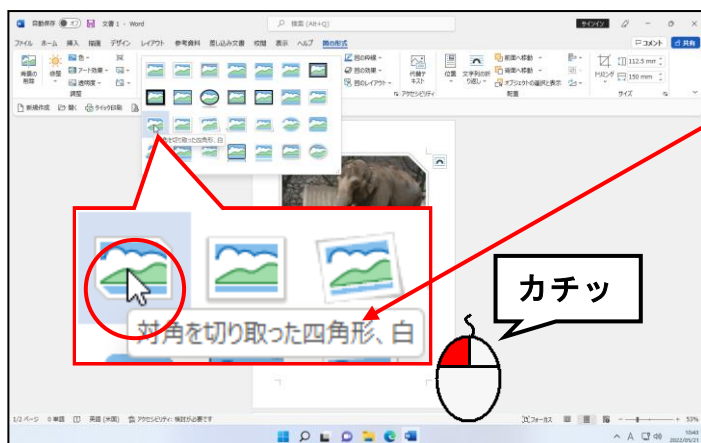 自動保存 オフ 文書 1 - Word 検索 (Alt+Q) サインイン
ファイル ホーム 挿入 描画 デザイン レイアウト 参考資料 差し込み文書 校閲 表示 ヘルプ 図の形式 コメント 共有
背景の削除 修整 色 アート効果 透明度 調整
図の枠線 図の効果 図のレイアウト
代替テキスト アクセシビリティ
位置 文字列の折り返し 前面へ移動 背面へ移動 オブジェクトの選択と表示 配置
トリミング 112.5 mm 150 mm サイズ
新規作成 開く クイック印刷
角を切り取った四角形、白
対角を切り取った四角形、白
カチッ
1/2 ページ 0 単語 英語 (米国) アクセシビリティ: 検討が必要です フォーカス 53%
A 10:43
2022/05/21